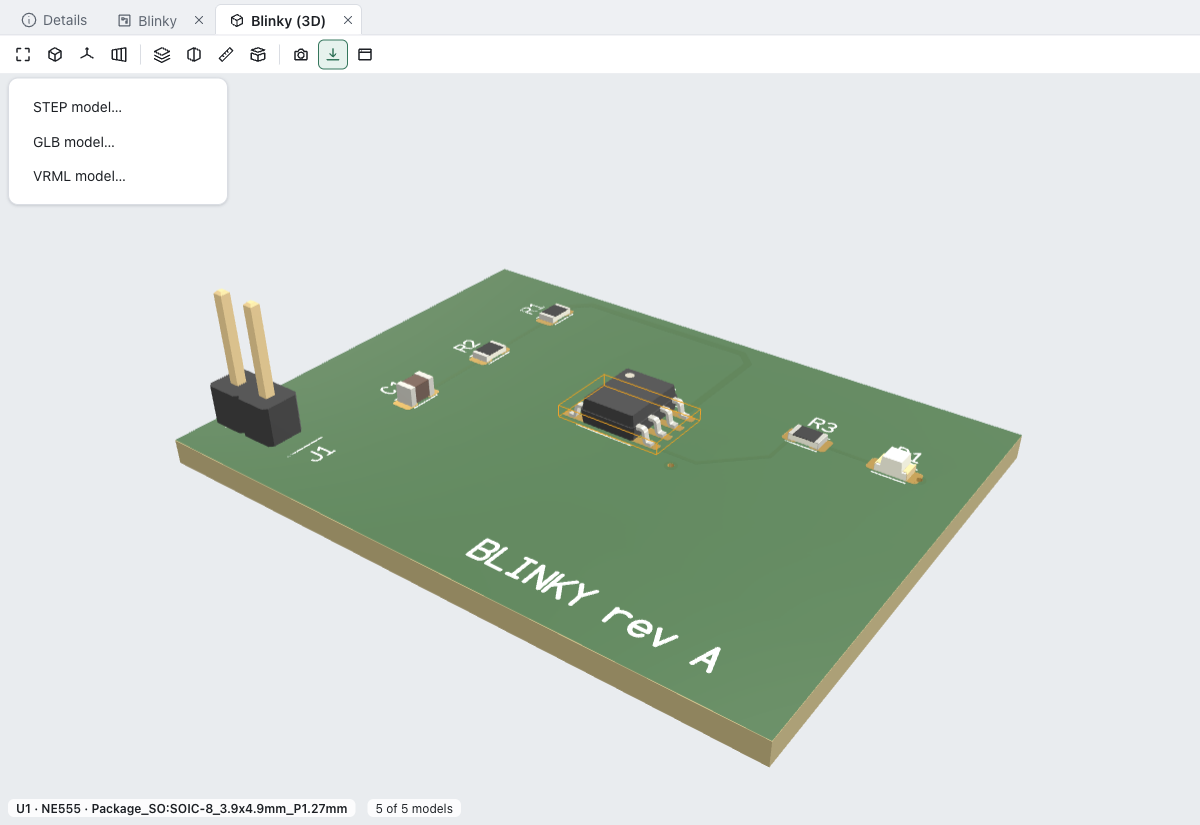 Details
Blinky
Blinky (3D)
STEP model...
GLB model...
VRML model...
R1
R2
C1
R3
D1
J1
BLINKY rev A
U1 · NE555 · Package_SO:SOIC-8_3.9x4.9mm_P1.27mm
5 of 5 models